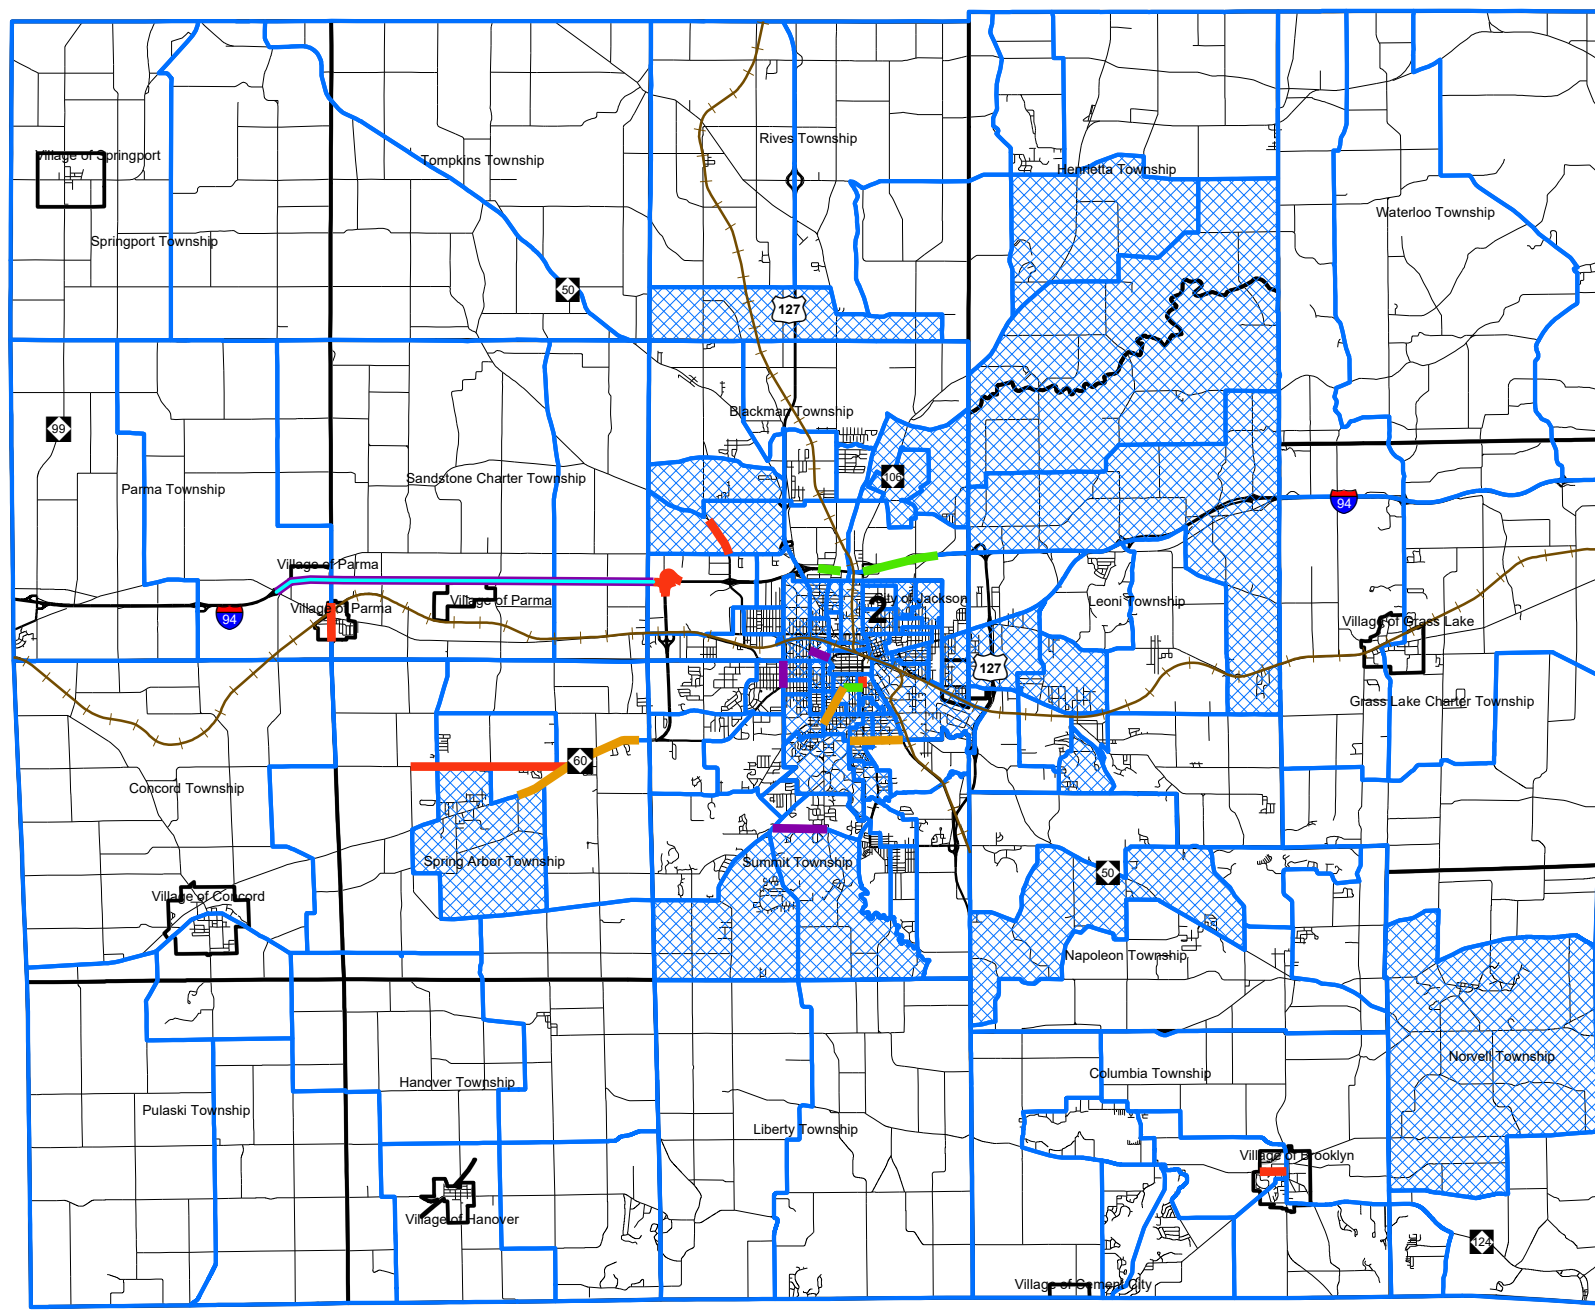 Rives Township
Village of Springport
Tompkins Township
Henrietta Township
Waterloo Township
Springport Township
50
127
Blackman Township
99
106
Sandstone Charter Township
Parma Township
94
Village of Parma
Village of Parma
City of Jackson
Leoni Township
Village of Parma
2
94
Village of Grass Lake
127
Grass Lake Charter Township
60
Concord Township
Spring Arbor Township
Summit Township
50
Village of Concord
Napoleon Township
Norvell Township
Columbia Township
Hanover Township
Pulaski Township
Liberty Township
Village of Brooklyn
Village of Hanover
124
Village of Cement City